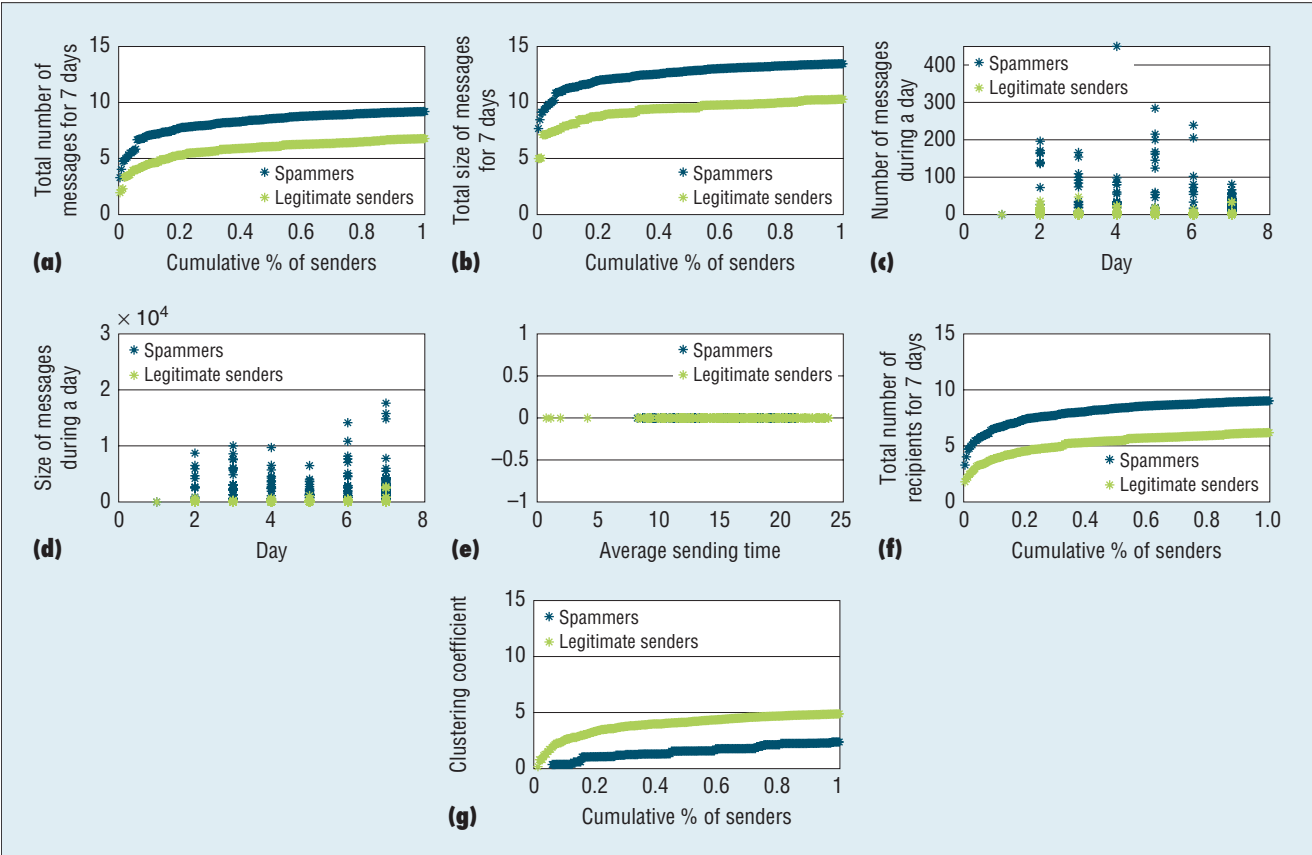 Total number of
messages for 7 days
15
10
5
0
Spammers
Legitimate senders
0 0.2 0.4 0.6 0.8 1
(a) Cumulative % of senders
Total size of messages
for 7 days
15
10
5
0
Spammers
Legitimate senders
0 0.2 0.4 0.6 0.8 1
(b) Cumulative % of senders
Number of messages
during a day
400
300
200
100
0
Spammers
Legitimate senders
0 2 4 6 8
(c) Day
Size of messages
during a day
× 10⁴
3
2
1
0
Spammers
Legitimate senders
0 2 4 6 8
(d) Day
1
0.5
0
–0.5
–1
Spammers
Legitimate senders
0 5 10 15 20 25
(e) Average sending time
Total number of
recipients for 7 days
15
10
5
0
Spammers
Legitimate senders
0 0.2 0.4 0.6 0.8 1.0
(f) Cumulative % of senders
Clustering coefficient
15
10
5
0
Spammers
Legitimate senders
0 0.2 0.4 0.6 0.8 1
(g) Cumulative % of senders